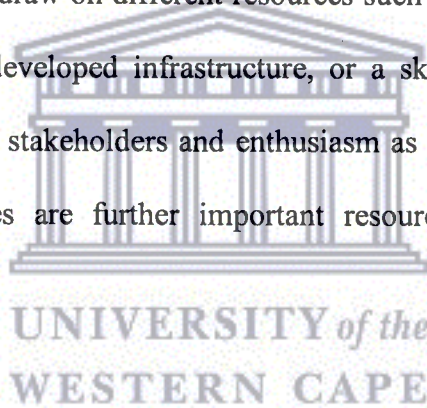 draw on different resources such
developed infrastructure, or a sk
stakeholders and enthusiasm as
es are further important resour
UNIVERSITY of the
WESTERN CAPE